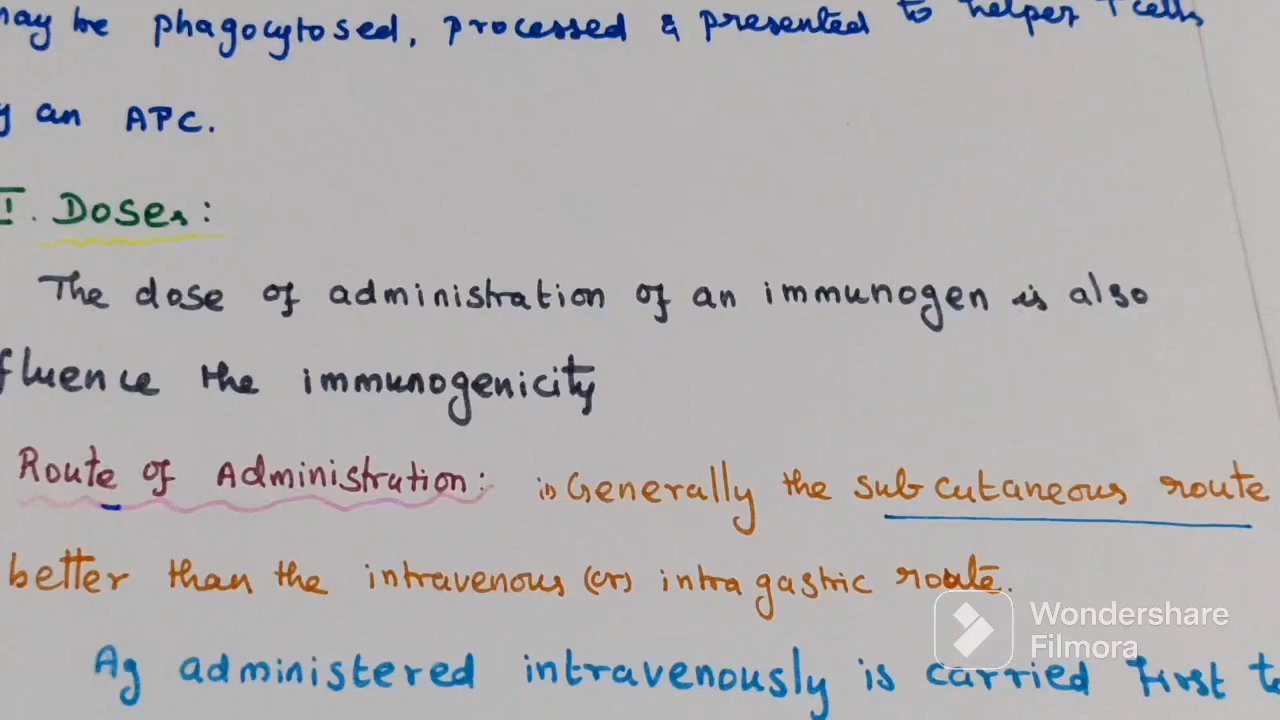 may be phagocytosed, processed & presented to helper T cells
y an APC.
I. Doses:
The dose of administration of an immunogen is also
fluence the immunogenicity
Route of Administration: is Generally the subcutaneous route
better than the intravenous (or) intragastric route.
Wondershare
Filmora
Ag administered intravenously is carried first to